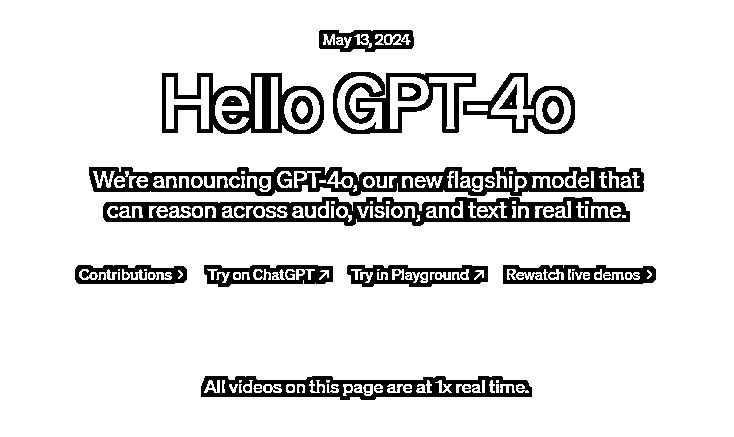 May 13, 2024
Hello GPT-4o
We're announcing GPT-4o, our new flagship model that
can reason across audio, vision, and text in real time.
Contributions › Try on ChatGPT ↗ Try in Playground ↗ Rewatch live demos ›
All videos on this page are at 1x real time.